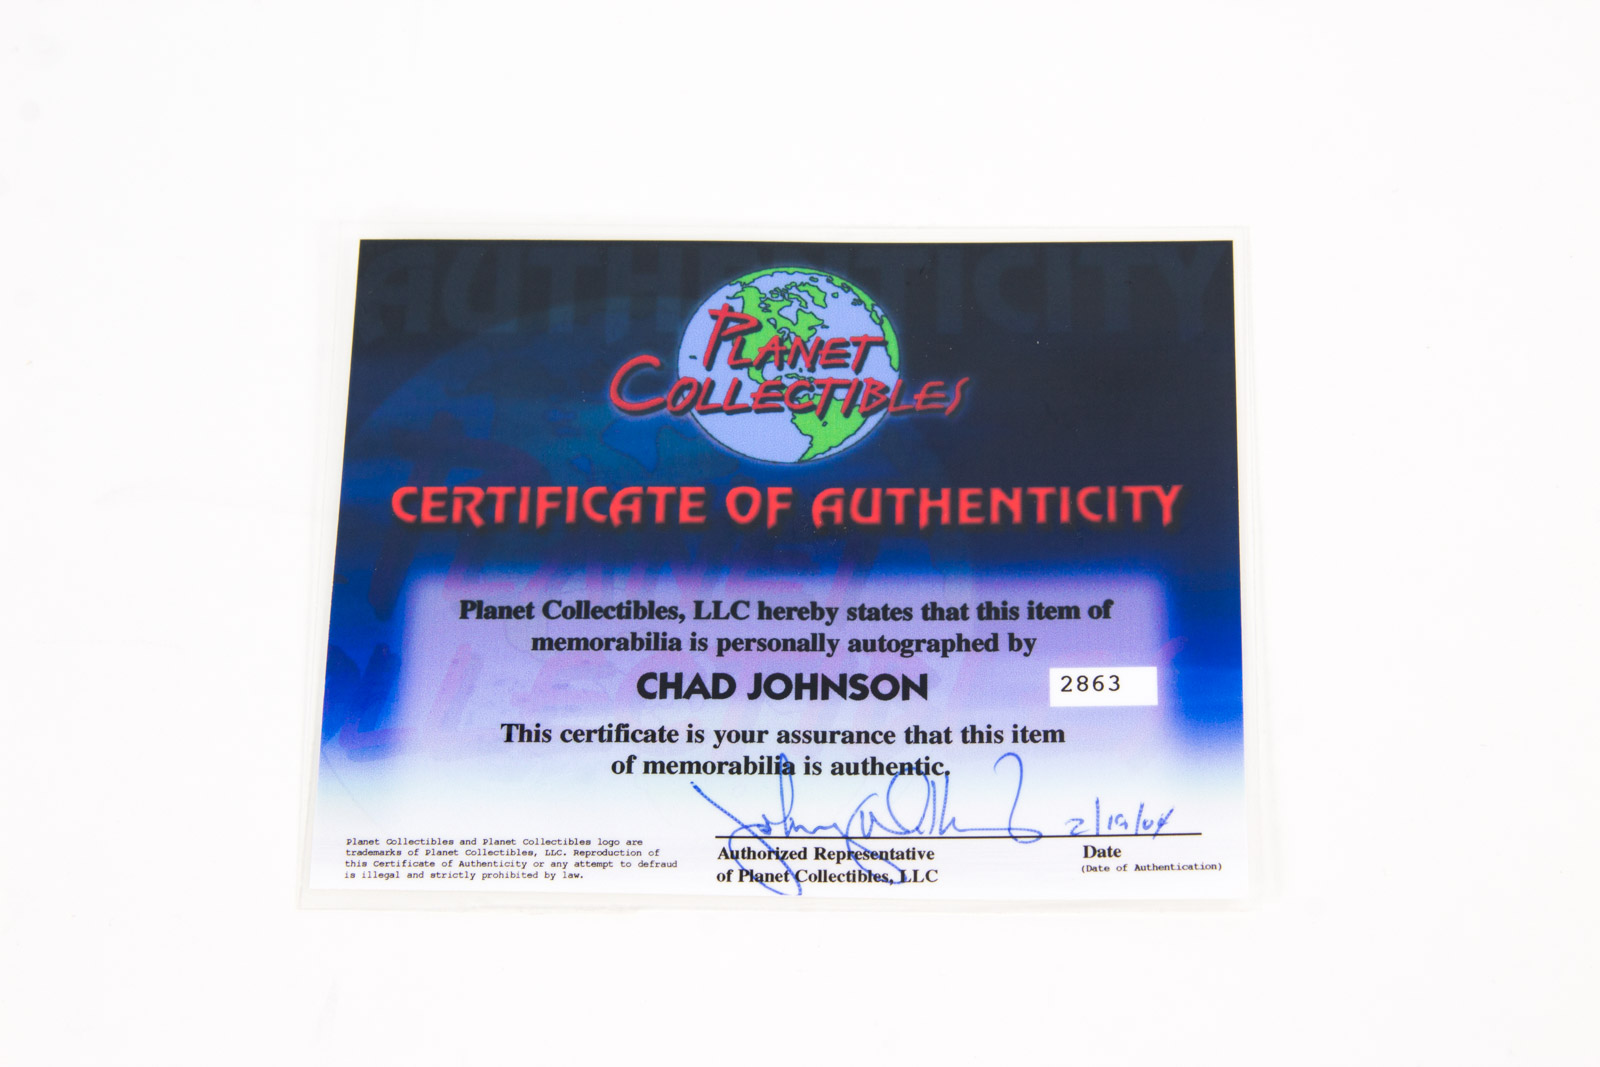 AUTHENTICITY
PLANET
COLLECTIBLES
CERTIFICATE OF AUTHENTICITY
Planet Collectibles, LLC hereby states that this item of
memorabilia is personally autographed by
CHAD JOHNSON
2863
This certificate is your assurance that this item
of memorabilia is authentic.
2/19/04
Planet Collectibles and Planet Collectibles logo are
trademarks of Planet Collectibles, LLC. Reproduction of
this Certificate of Authenticity or any attempt to defraud
is illegal and strictly prohibited by law.
Authorized Representative
of Planet Collectibles, LLC
Date
(Date of Authentication)